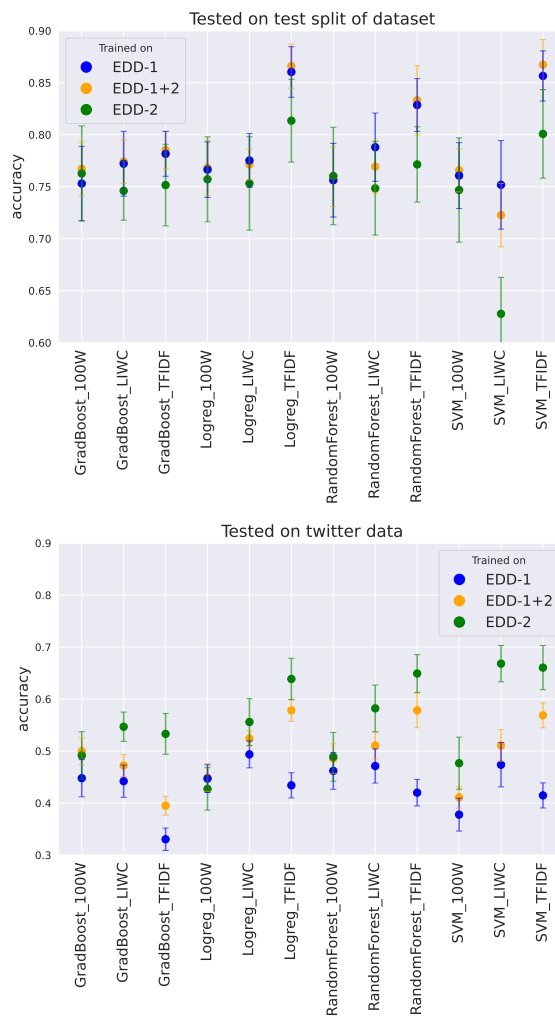 Tested on test split of dataset
0.90
0.85
0.80
0.75
0.70
0.65
0.60
accuracy
Trained on
EDD-1
EDD-1+2
EDD-2
GradBoost_100W
GradBoost_LIWC
GradBoost_TFIDF
Logreg_100W
Logreg_LIWC
Logreg_TFIDF
RandomForest_100W
RandomForest_LIWC
RandomForest_TFIDF
SVM_100W
SVM_LIWC
SVM_TFIDF
Tested on twitter data
0.9
0.8
0.7
0.6
0.5
0.4
0.3
accuracy
Trained on
EDD-1
EDD-1+2
EDD-2
GradBoost_100W
GradBoost_LIWC
GradBoost_TFIDF
Logreg_100W
Logreg_LIWC
Logreg_TFIDF
RandomForest_100W
RandomForest_LIWC
RandomForest_TFIDF
SVM_100W
SVM_LIWC
SVM_TFIDF